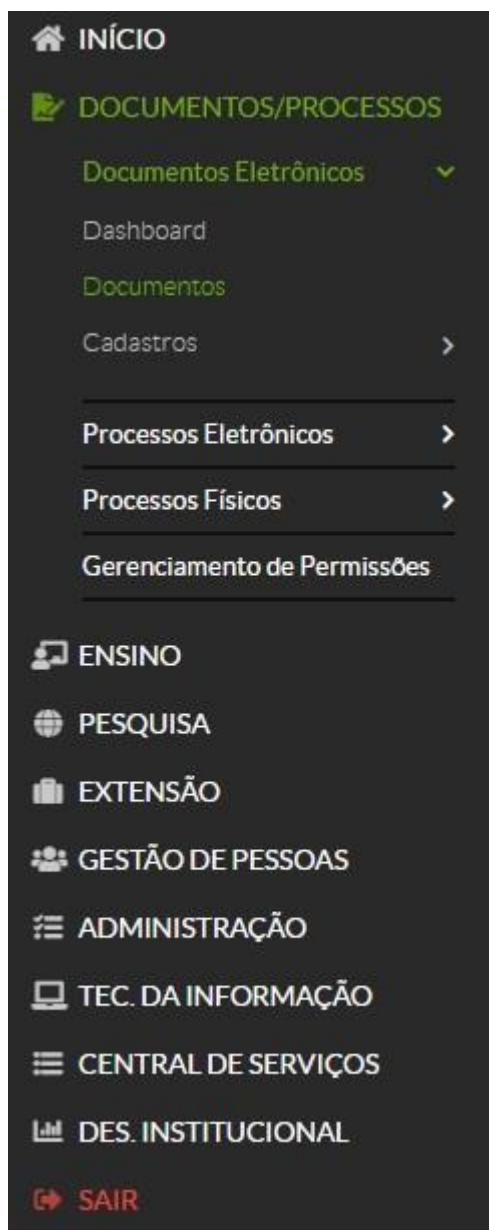 INÍCIO
DOCUMENTOS/PROCESSOS
Documentos Eletrônicos
Dashboard
Documentos
Cadastros
Processos Eletrônicos
Processos Físicos
Gerenciamento de Permissões
ENSINO
PESQUISA
EXTENSÃO
GESTÃO DE PESSOAS
ADMINISTRAÇÃO
TEC. DA INFORMAÇÃO
CENTRAL DE SERVIÇOS
DES. INSTITUCIONAL
SAIR